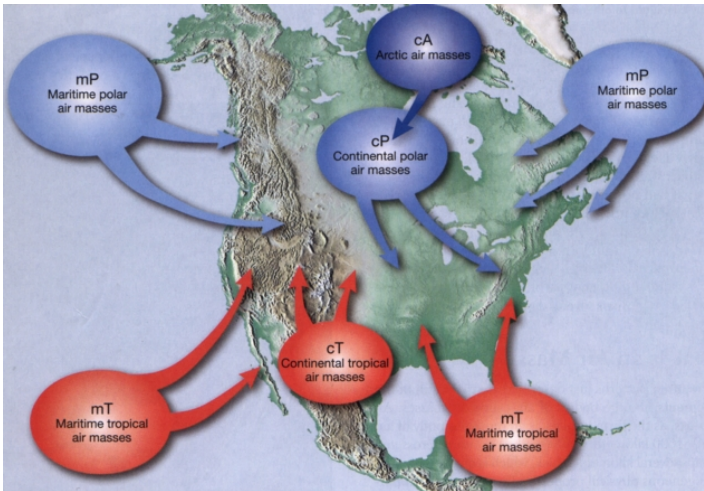 cA
Arctic air masses
mP
Maritime polar
air masses
mP
Maritime polar
air masses
cP
Continental polar
air masses
cT
Continental tropical
air masses
mT
Maritime tropical
air masses
mT
Maritime tropical
air masses